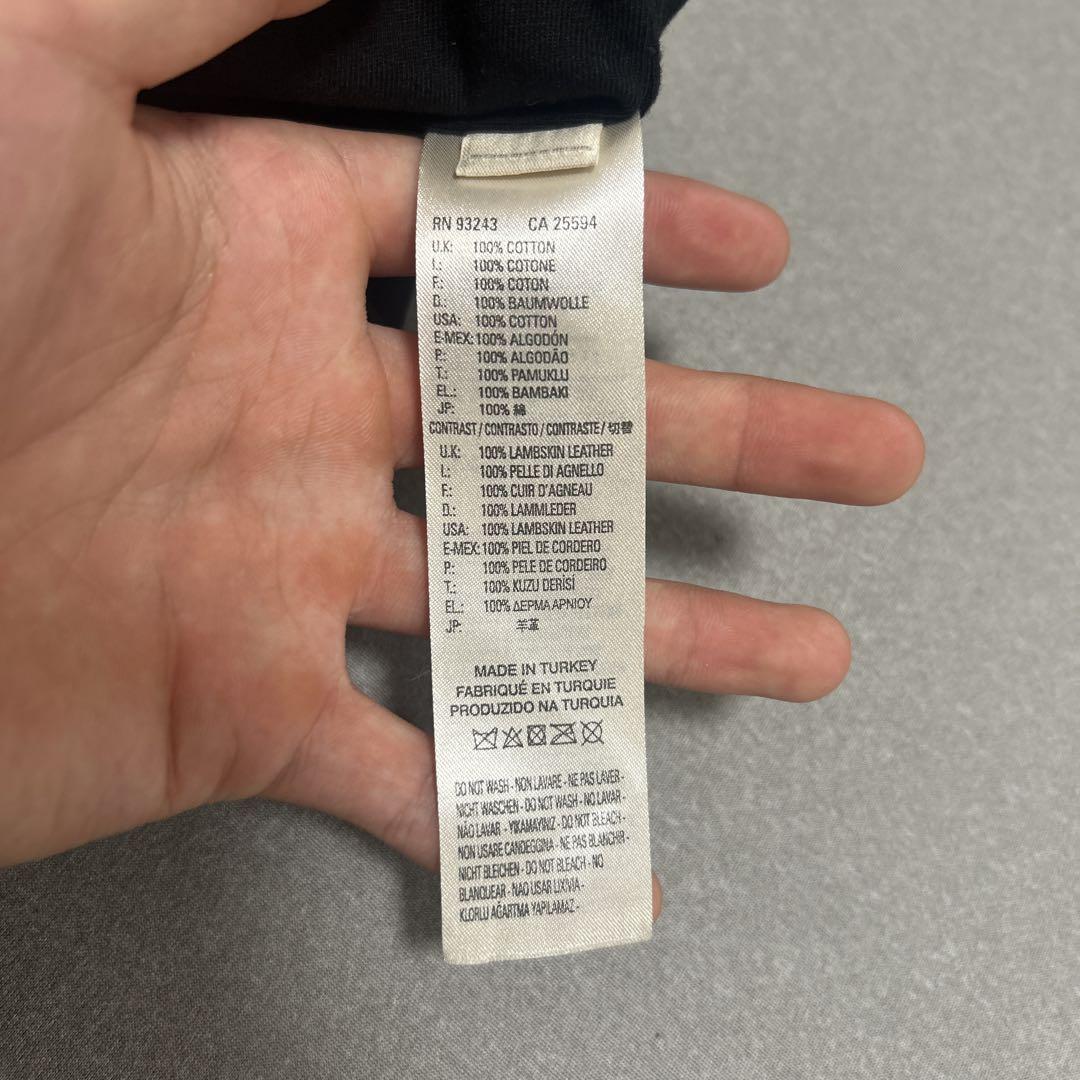 RN 93243 CA 25594
U.K: 100% COTTON
I.: 100% COTONE
F.: 100% COTON
D.: 100% BAUMWOLLE
USA: 100% COTTON
E-MEX: 100% ALGODÓN
P.: 100% ALGODÃO
T.: 100% PAMUKLU
EL.: 100% BAMBAKI
JP: 100% 綿
CONTRAST / CONTRASTO / CONTRASTE / 切替
U.K: 100% LAMBSKIN LEATHER
I.: 100% PELLE DI AGNELLO
F.: 100% CUIR D'AGNEAU
D.: 100% LAMMLEDER
USA: 100% LAMBSKIN LEATHER
E-MEX: 100% PIEL DE CORDERO
P.: 100% PELE DE CORDEIRO
T.: 100% KUZU DERİSİ
EL.: 100% ΔΕΡΜΑ ΑΡΝΙΟΥ
JP: 羊革
MADE IN TURKEY
FABRIQUÉ EN TURQUIE
PRODUZIDO NA TURQUIA
DO NOT WASH - NON LAVARE - NE PAS LAVER -
NICHT WASCHEN - DO NOT WASH - NO LAVAR -
NÃO LAVAR - YIKAMAYINIZ - DO NOT BLEACH -
NON USARE CANDEGGINA - NE PAS BLANCHIR -
NICHT BLEICHEN - DO NOT BLEACH - NO
BLANQUEAR - NAO USAR LIXIVIA -
KLORLU AĞARTMA YAPILAMAZ -